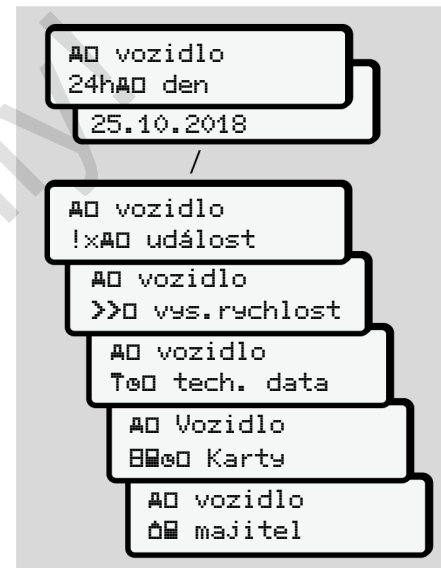 vozidlo
24h den
25.10.2018
/
vozidlo
!x událost
vozidlo
>> vys.rychlost
vozidlo
tech. data
Vozidlo
Karty
vozidlo
majitel